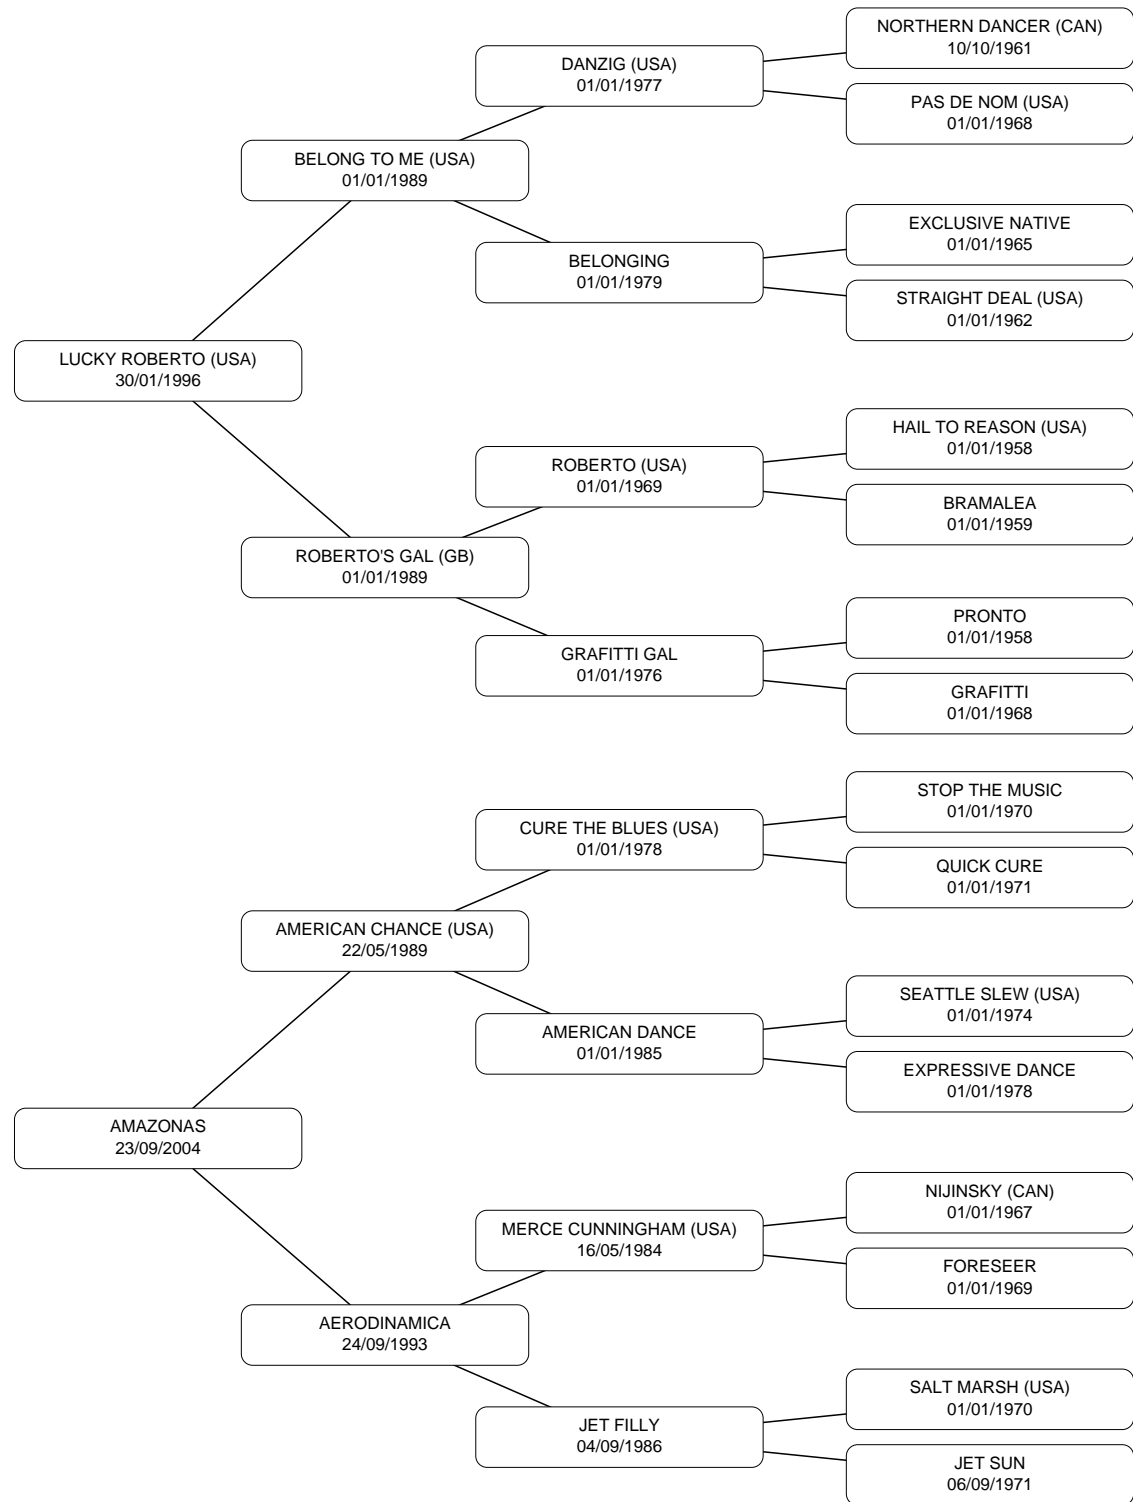 NORTHERN DANCER (CAN)
10/10/1961
DANZIG (USA)
01/01/1977
PAS DE NOM (USA)
01/01/1968
BELONG TO ME (USA)
01/01/1989
EXCLUSIVE NATIVE
01/01/1965
BELONGING
01/01/1979
STRAIGHT DEAL (USA)
01/01/1962
LUCKY ROBERTO (USA)
30/01/1996
HAIL TO REASON (USA)
01/01/1958
ROBERTO (USA)
01/01/1969
BRAMALEA
01/01/1959
ROBERTO'S GAL (GB)
01/01/1989
PRONTO
01/01/1958
GRAFITTI GAL
01/01/1976
GRAFITTI
01/01/1968
STOP THE MUSIC
01/01/1970
CURE THE BLUES (USA)
01/01/1978
QUICK CURE
01/01/1971
AMERICAN CHANCE (USA)
22/05/1989
SEATTLE SLEW (USA)
01/01/1974
AMERICAN DANCE
01/01/1985
EXPRESSIVE DANCE
01/01/1978
AMAZONAS
23/09/2004
NIJINSKY (CAN)
01/01/1967
MERCE CUNNINGHAM (USA)
16/05/1984
FORESEER
01/01/1969
AERODINAMICA
24/09/1993
SALT MARSH (USA)
01/01/1970
JET FILLY
04/09/1986
JET SUN
06/09/1971